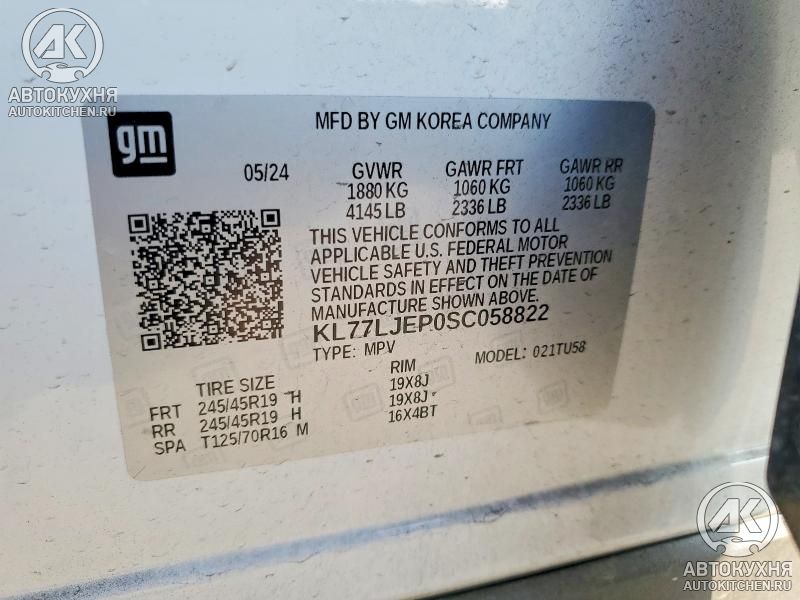 AK
АВТОКУХНЯ
AUTOKITCHEN.RU
gm
MFD BY GM KOREA COMPANY
05/24 GVWR GAWR FRT GAWR RR
1880 KG 1060 KG 1060 KG
4145 LB 2336 LB 2336 LB
THIS VEHICLE CONFORMS TO ALL
APPLICABLE U.S. FEDERAL MOTOR
VEHICLE SAFETY AND THEFT PREVENTION
STANDARDS IN EFFECT ON THE DATE OF
MANUFACTURE SHOWN ABOVE.
KL77LJEP0SC058822
TYPE: MPV MODEL: 021TU58
TIRE SIZE RIM
FRT 245/45R19 H 19X8J
RR 245/45R19 H 19X8J
SPA T125/70R16 M 16X4BT
AK
АВТОКУХНЯ
AUTOKITCHEN.RU